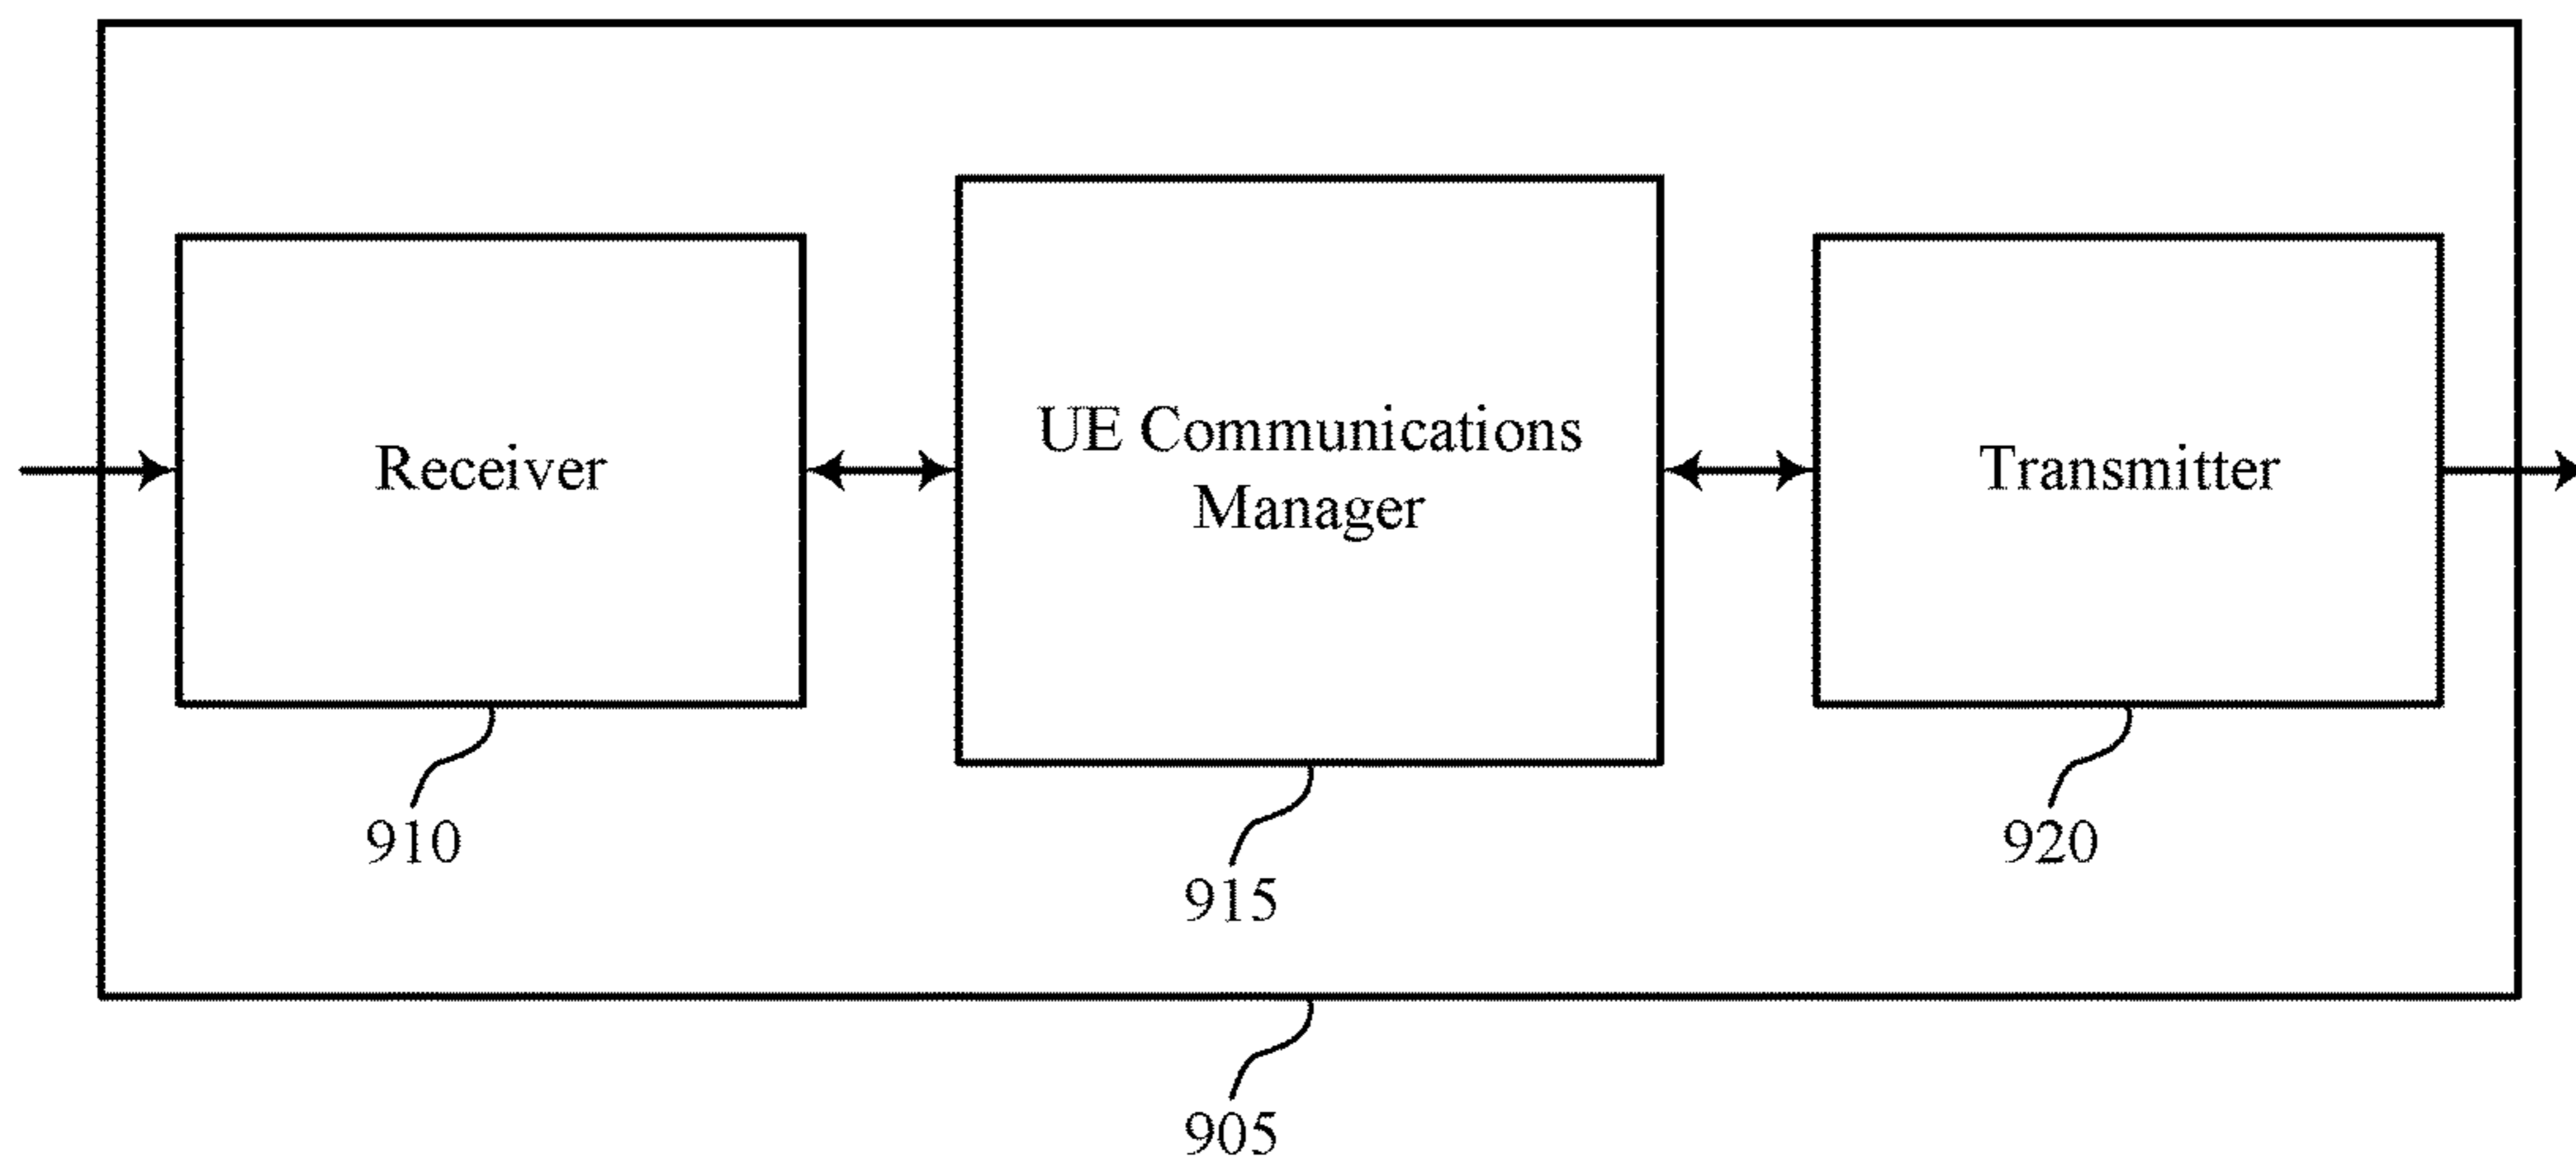 Receiver
UE Communications
Manager
Transmitter
910
915
920
905